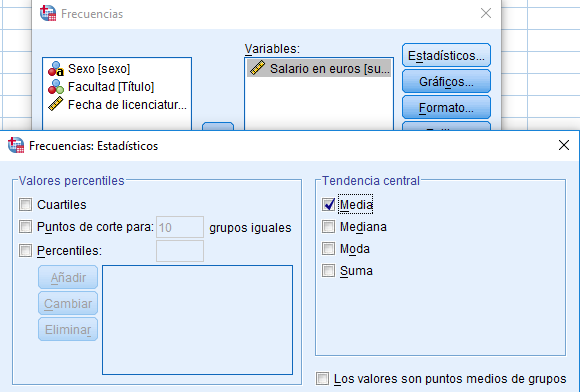 Frecuencias
Variables:
Sexo [sexo]
Facultad [Título]
Fecha de licenciatur...
Salario en euros [su...
Estadísticos...
Gráficos...
Formato...
Frecuencias: Estadísticos
Valores percentiles
Cuartiles
Puntos de corte para: 10 grupos iguales
Percentiles:
Añadir
Cambiar
Eliminar
Tendencia central
Media
Mediana
Moda
Suma
Los valores son puntos medios de grupos